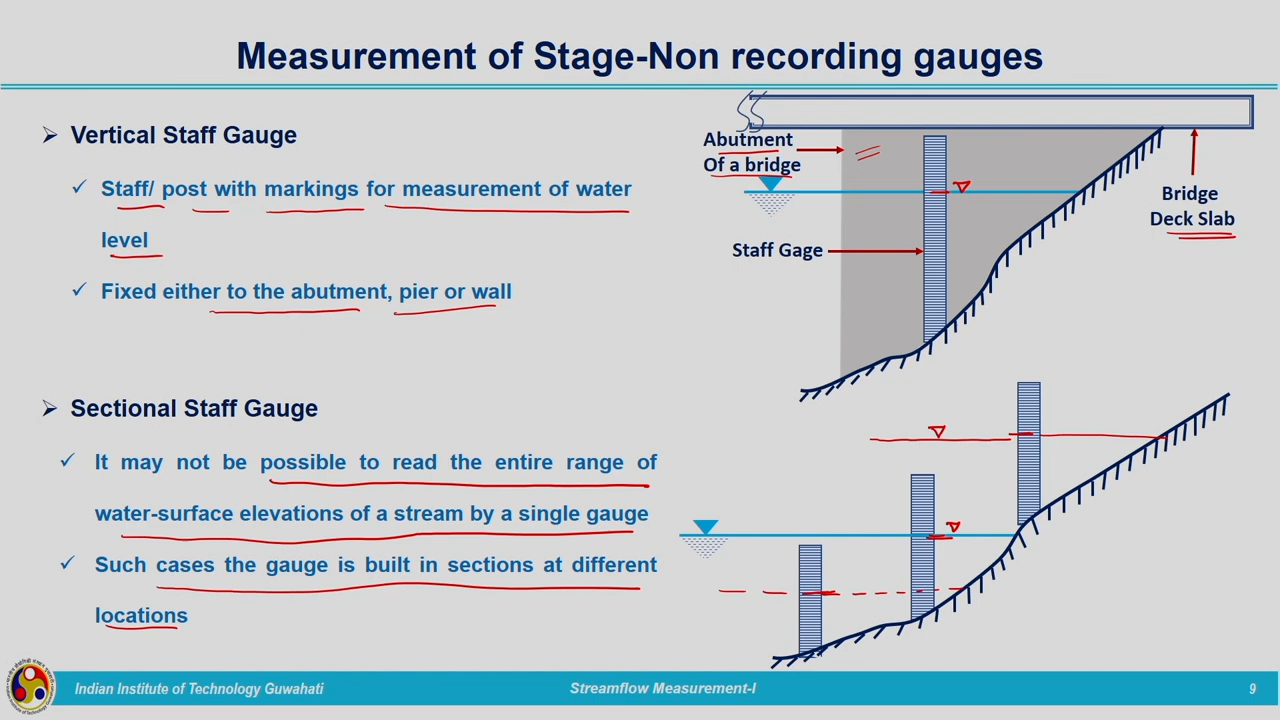 Measurement of Stage-Non recording gauges
Vertical Staff Gauge
Staff/ post with markings for measurement of water
level
Fixed either to the abutment, pier or wall
Sectional Staff Gauge
It may not be possible to read the entire range of
water-surface elevations of a stream by a single gauge
Such cases the gauge is built in sections at different
locations
Abutment
Of a bridge
Staff Gage
Bridge
Deck Slab
Indian Institute of Technology Guwahati
Streamflow Measurement-I
9